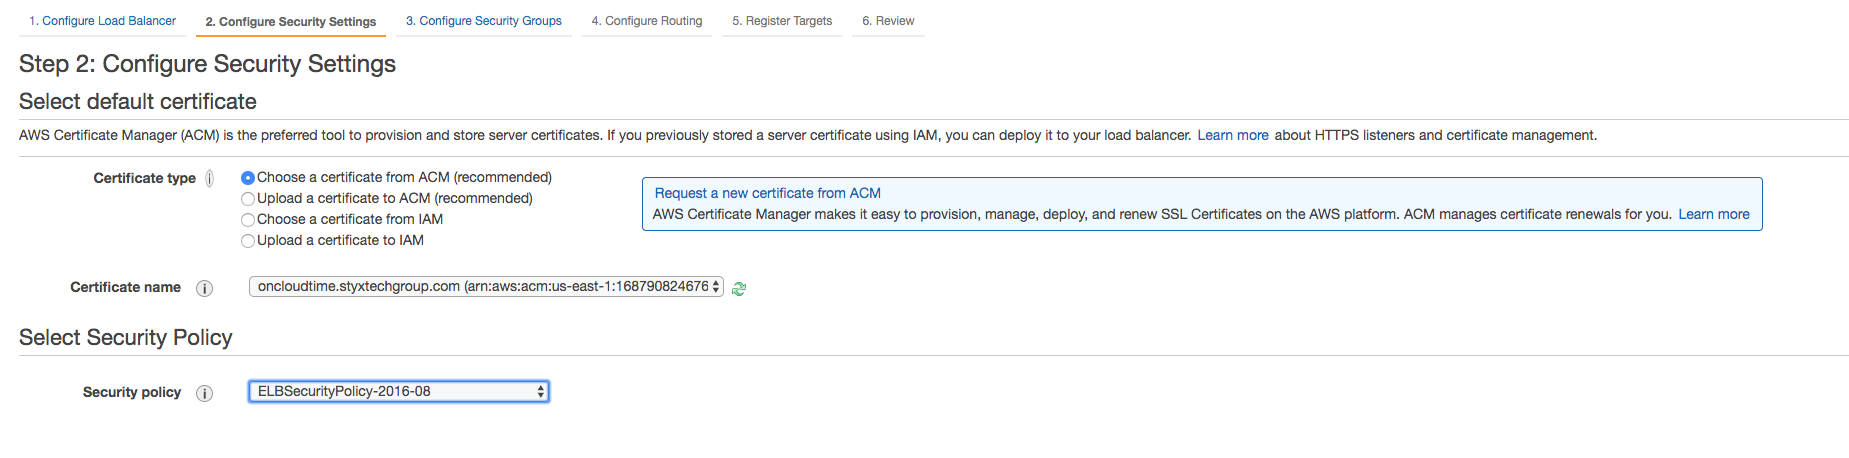 1. Configure Load Balancer 2. Configure Security Settings 3. Configure Security Groups 4. Configure Routing 5. Register Targets 6. Review
Step 2: Configure Security Settings
Select default certificate
AWS Certificate Manager (ACM) is the preferred tool to provision and store server certificates. If you previously stored a server certificate using IAM, you can deploy it to your load balancer. Learn more about HTTPS listeners and certificate management.
Certificate type i Choose a certificate from ACM (recommended)
Upload a certificate to ACM (recommended)
Choose a certificate from IAM
Upload a certificate to IAM
Request a new certificate from ACM
AWS Certificate Manager makes it easy to provision, manage, deploy, and renew SSL Certificates on the AWS platform. ACM manages certificate renewals for you. Learn more
Certificate name i oncloudtime.styxtechgroup.com (arn:aws:acm:us-east-1:168790824676
Select Security Policy
Security policy i ELBSecurityPolicy-2016-08